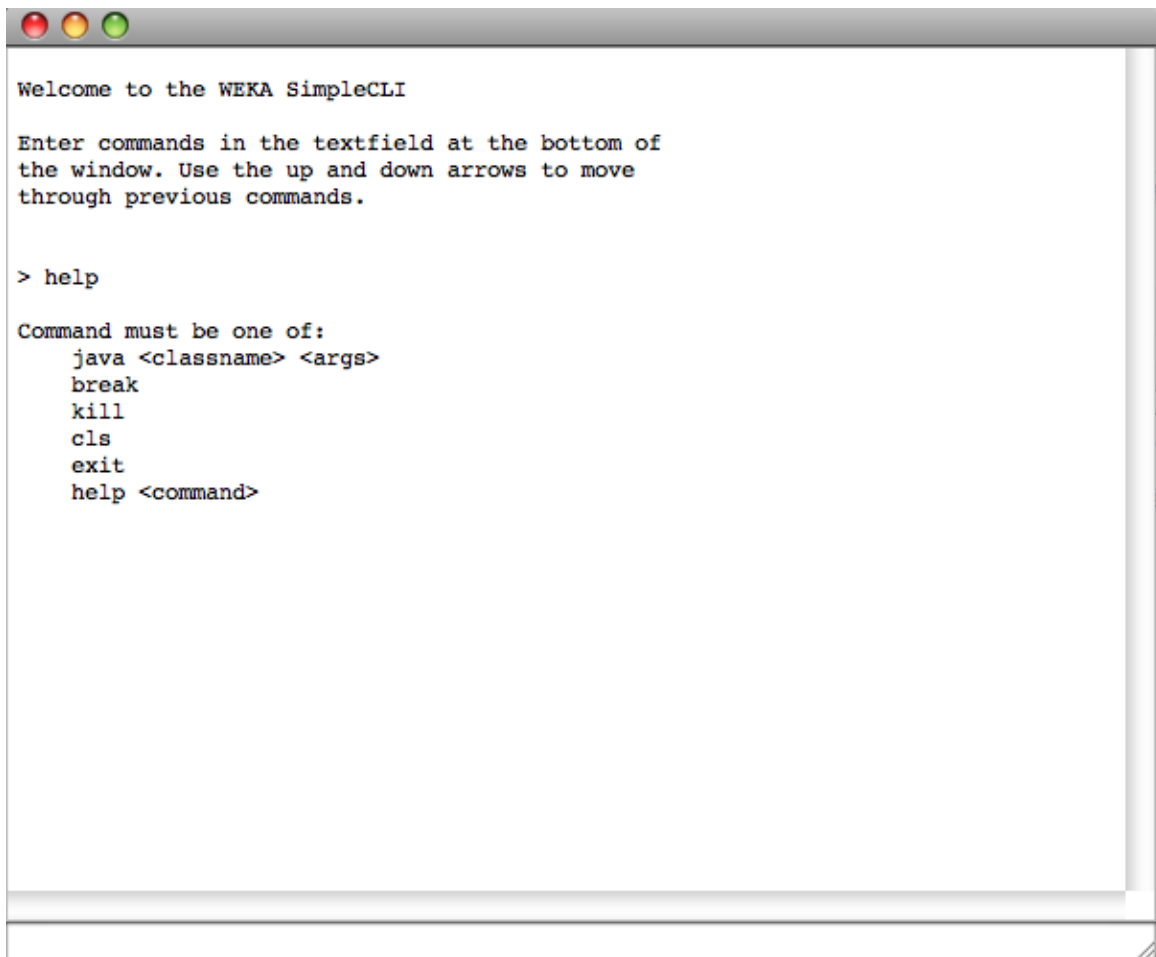 Welcome to the WEKA SimpleCLI
Enter commands in the textfield at the bottom of
the window. Use the up and down arrows to move
through previous commands.
> help
Command must be one of:
    java <classname> <args>
    break
    kill
    cls
    exit
    help <command>